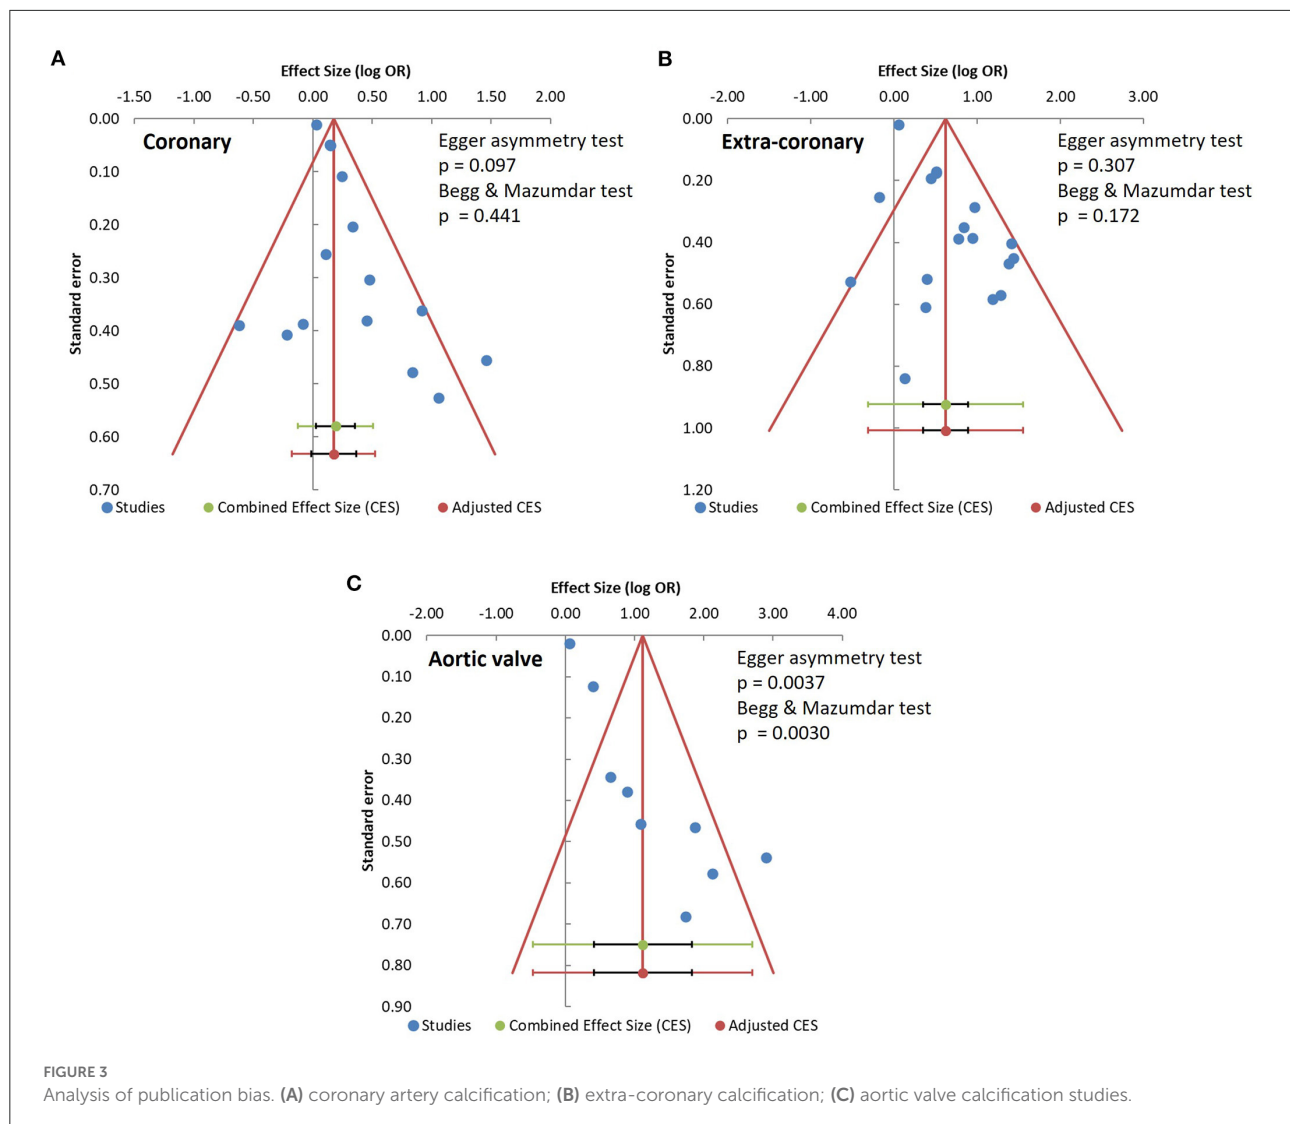 A
Effect Size (log OR)
-1.50 -1.00 -0.50 0.00 0.50 1.00 1.50 2.00
0.00
0.10
0.20
0.30
0.40
0.50
0.60
0.70
Standard error
Coronary
Egger asymmetry test
p = 0.097
Begg & Mazumdar test
p = 0.441
Studies Combined Effect Size (CES) Adjusted CES
B
Effect Size (log OR)
-2.00 -1.00 0.00 1.00 2.00 3.00
0.00
0.20
0.40
0.60
0.80
1.00
1.20
Standard error
Extra-coronary
Egger asymmetry test
p = 0.307
Begg & Mazumdar test
p = 0.172
Studies Combined Effect Size (CES) Adjusted CES
C
Effect Size (log OR)
-2.00 -1.00 0.00 1.00 2.00 3.00 4.00
0.00
0.10
0.20
0.30
0.40
0.50
0.60
0.70
0.80
0.90
Standard error
Aortic valve
Egger asymmetry test
p = 0.0037
Begg & Mazumdar test
p = 0.0030
Studies Combined Effect Size (CES) Adjusted CES
FIGURE 3
Analysis of publication bias. (A) coronary artery calcification; (B) extra-coronary calcification; (C) aortic valve calcification studies.